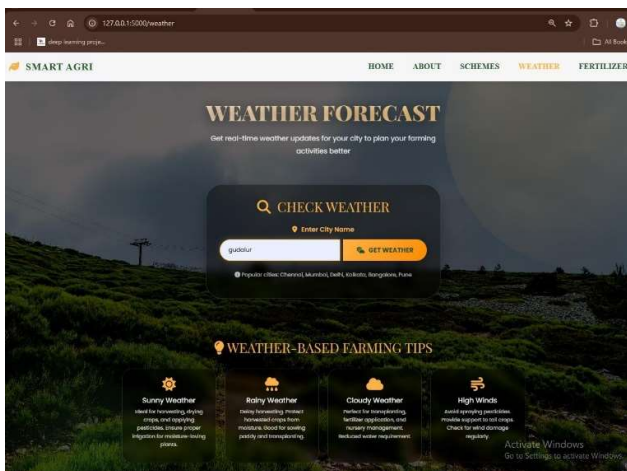 127.0.0.1:5000/weather
deep learning proje...
All Book
SMART AGRI
HOME ABOUT SCHEMES WEATHER FERTILIZER
WEATHER FORECAST
Get real-time weather updates for your city to plan your farming
activities better
CHECK WEATHER
Enter City Name
gudalur
GET WEATHER
Popular cities: Chennai, Mumbai, Delhi, Kolkata, Bangalore, Pune
WEATHER-BASED FARMING TIPS
Sunny Weather
Ideal for harvesting, drying
crops, and applying
pesticides. Ensure proper
irrigation for moisture-loving
plants.
Rainy Weather
Delay harvesting. Protect
harvested crops from
moisture. Good for sowing
paddy and transplanting.
Cloudy Weather
Perfect for transplanting,
fertilizer application, and
nursery management.
Reduced water requirement.
High Winds
Avoid spraying pesticides.
Provide support to tall crops.
Check for wind damage
regularly.
Activate Windows
Go to Settings to activate Windows.